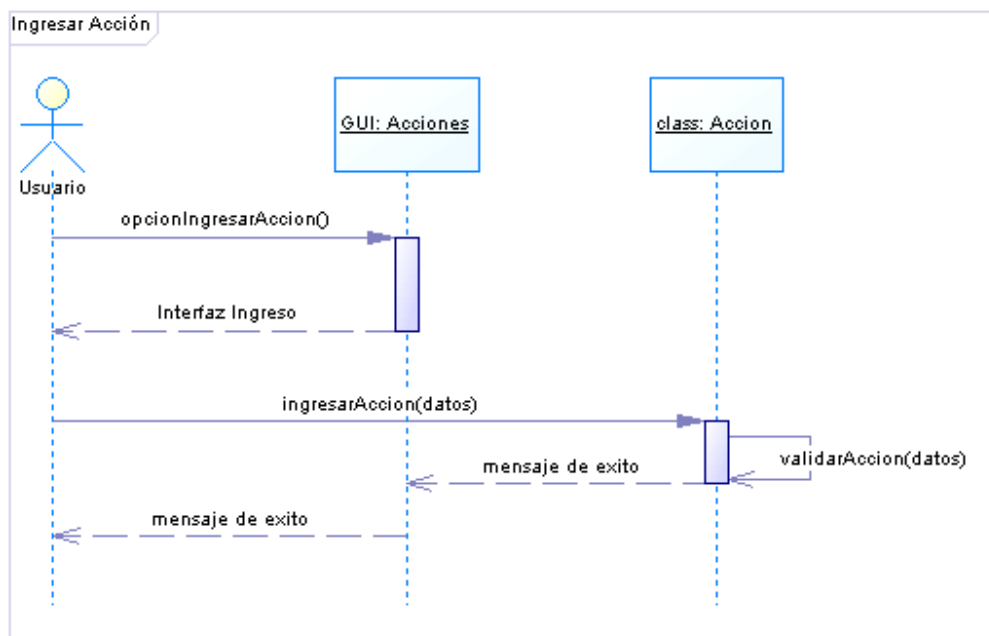 Ingresar Acción
GUI: Acciones
class: Accion
Usuario
opcionIngresarAccion()
Interfaz Ingreso
ingresarAccion(datos)
validarAccion(datos)
mensaje de exito
mensaje de exito